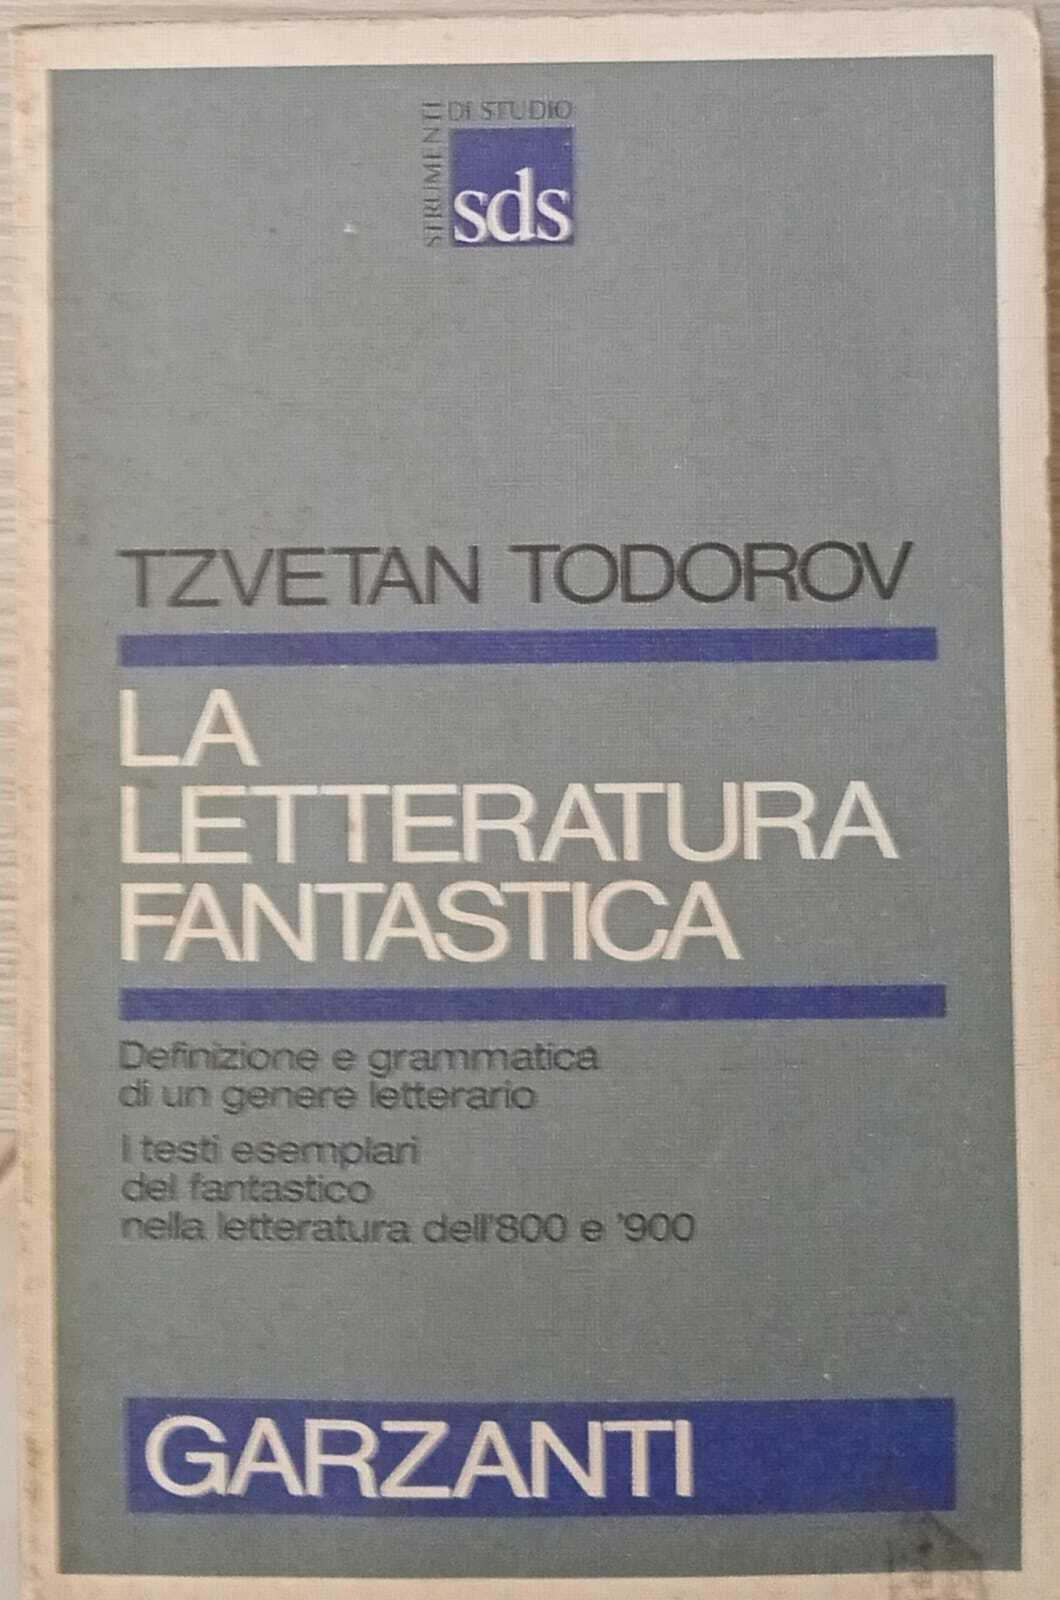 STRUMENTI
DI STUDIO
sds
TZVETAN TODOROV
LA
LETTERATURA
FANTASTICA
Definizione e grammatica
di un genere letterario
I testi esemplari
del fantastico
nella letteratura dell'800 e '900
GARZANTI